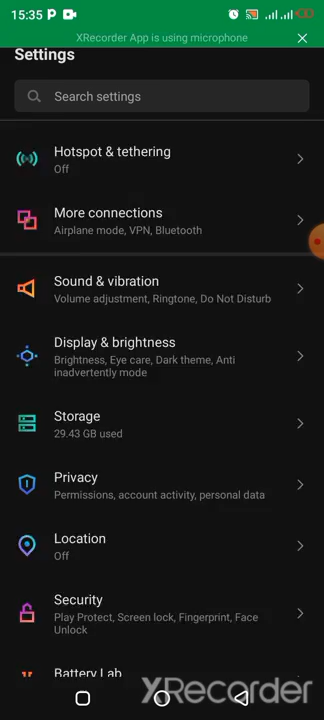 15:35
XRecorder App is using microphone
Settings
Search settings
Hotspot & tethering
Off
More connections
Airplane mode, VPN, Bluetooth
Sound & vibration
Volume adjustment, Ringtone, Do Not Disturb
Display & brightness
Brightness, Eye care, Dark theme, Anti
inadvertently mode
Storage
29.43 GB used
Privacy
Permissions, account activity, personal data
Location
Off
Security
Play Protect, Screen lock, Fingerprint, Face
Unlock
Battery Lab
XRecorder